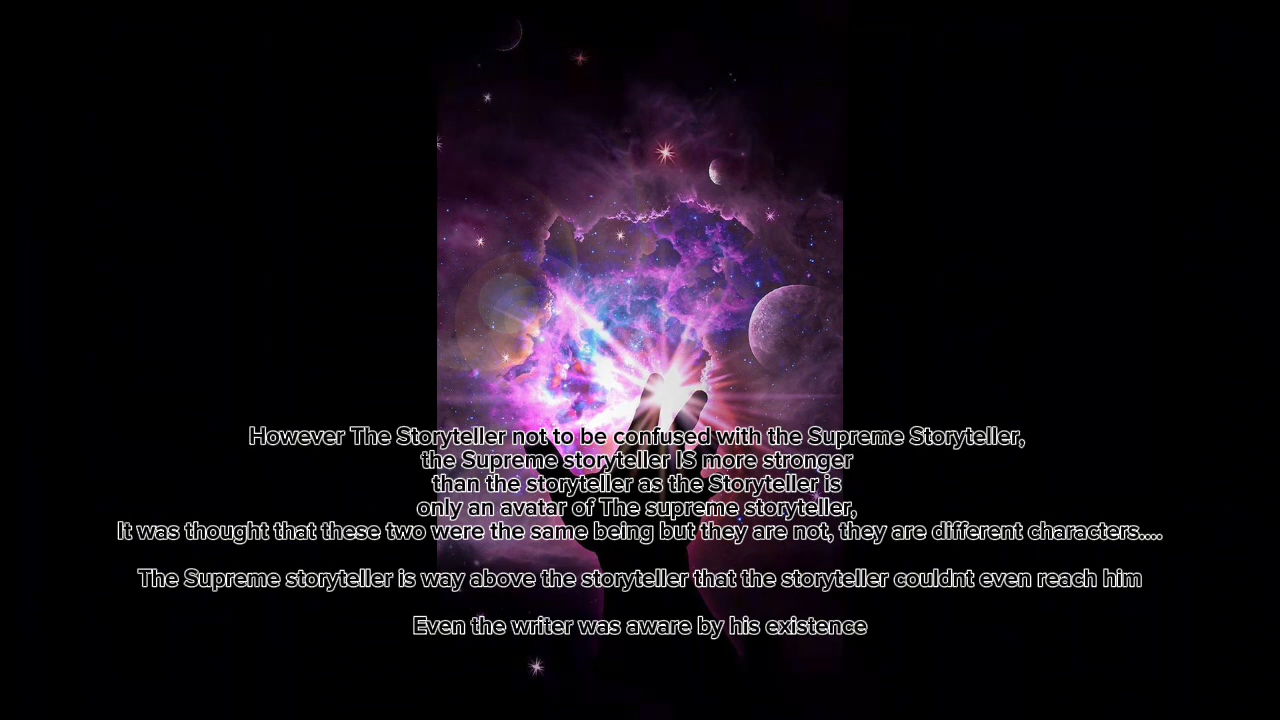 However The Storyteller not to be confused with the Supreme Storyteller,
the Supreme storyteller IS more stronger
than the storyteller as the Storyteller is
only an avatar of The supreme storyteller,
It was thought that these two were the same being but they are not, they are different characters....
The Supreme storyteller is way above the storyteller that the storyteller couldnt even reach him
Even the writer was aware by his existence